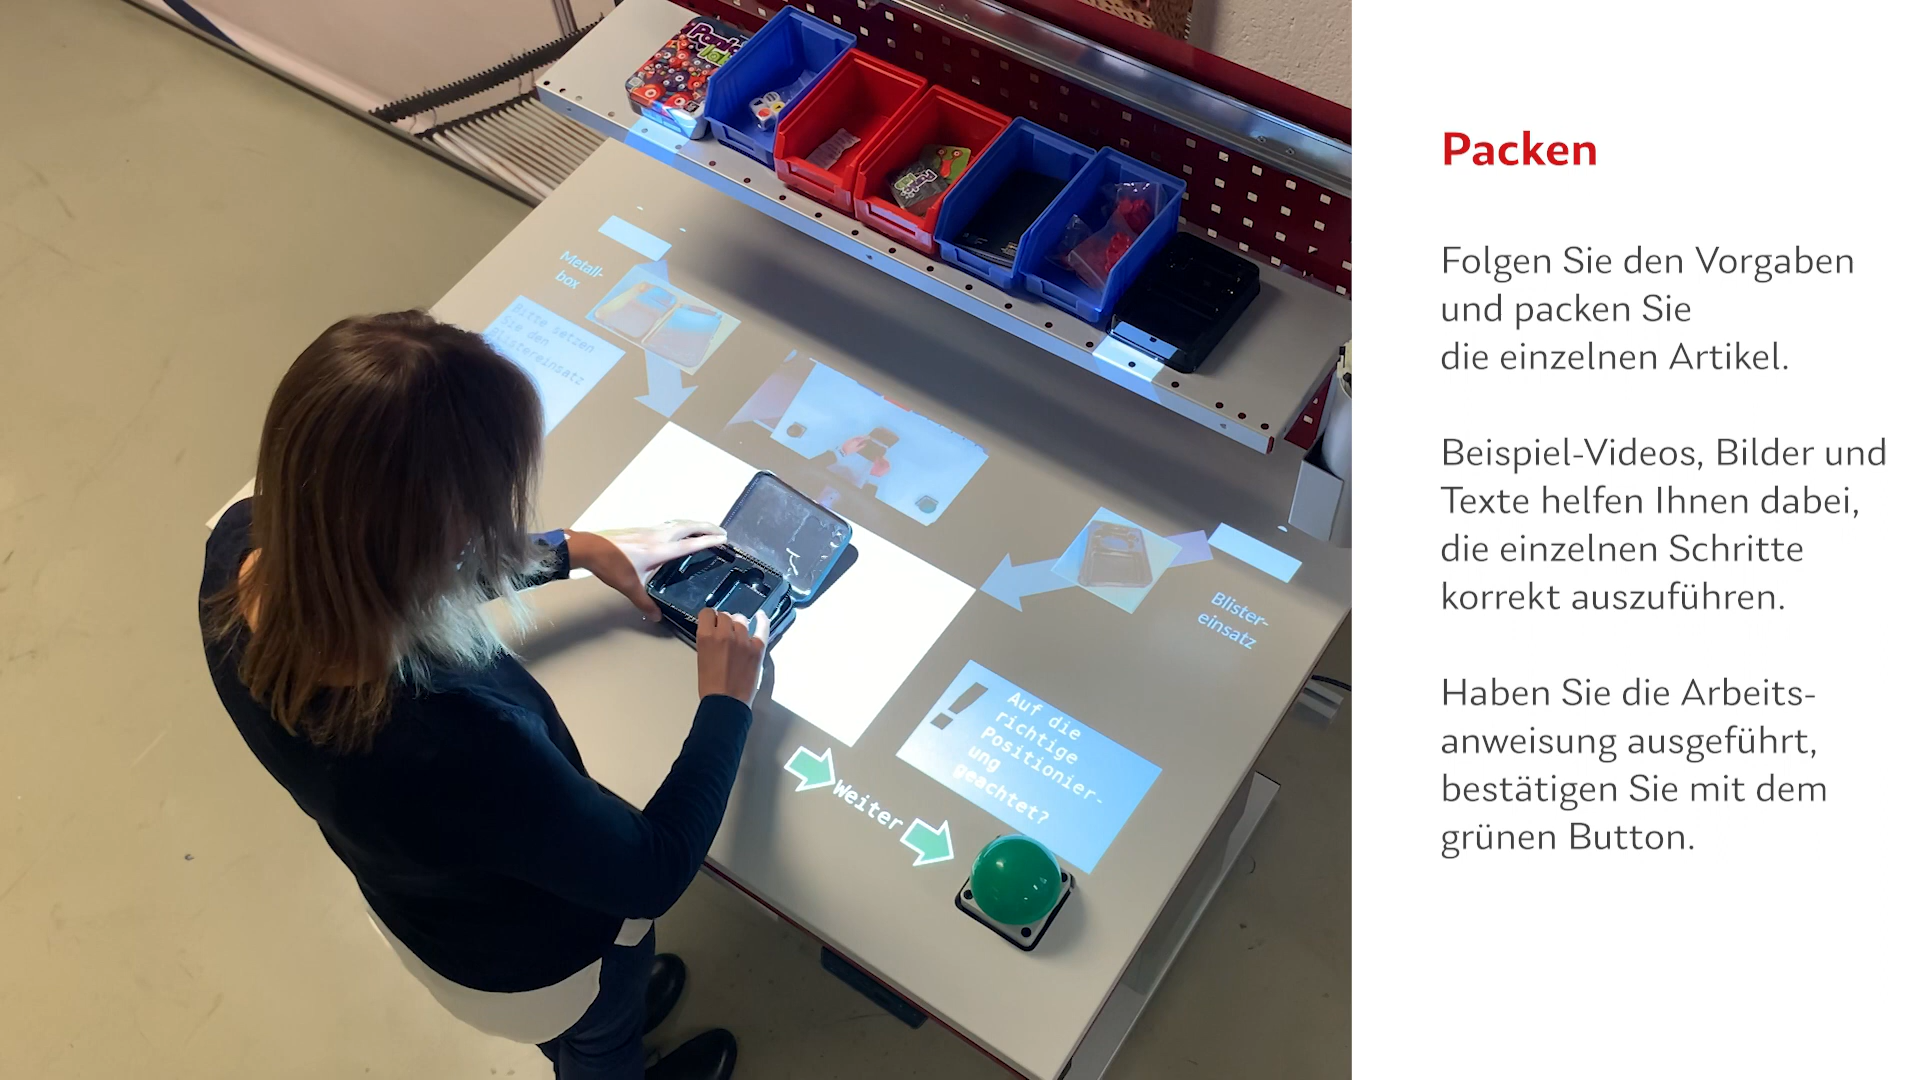 Packen
Folgen Sie den Vorgaben
und packen Sie
die einzelnen Artikel.
Beispiel-Videos, Bilder und
Texte helfen Ihnen dabei,
die einzelnen Schritte
korrekt auszuführen.
Haben Sie die Arbeits-
anweisung ausgeführt,
bestätigen Sie mit dem
grünen Button.
Metall-
box
Bitte setzen
Sie den
Blistereinsatz
Blister-
einsatz
!
Auf die
richtige
Positionier-
ung
geachtet?
Weiter